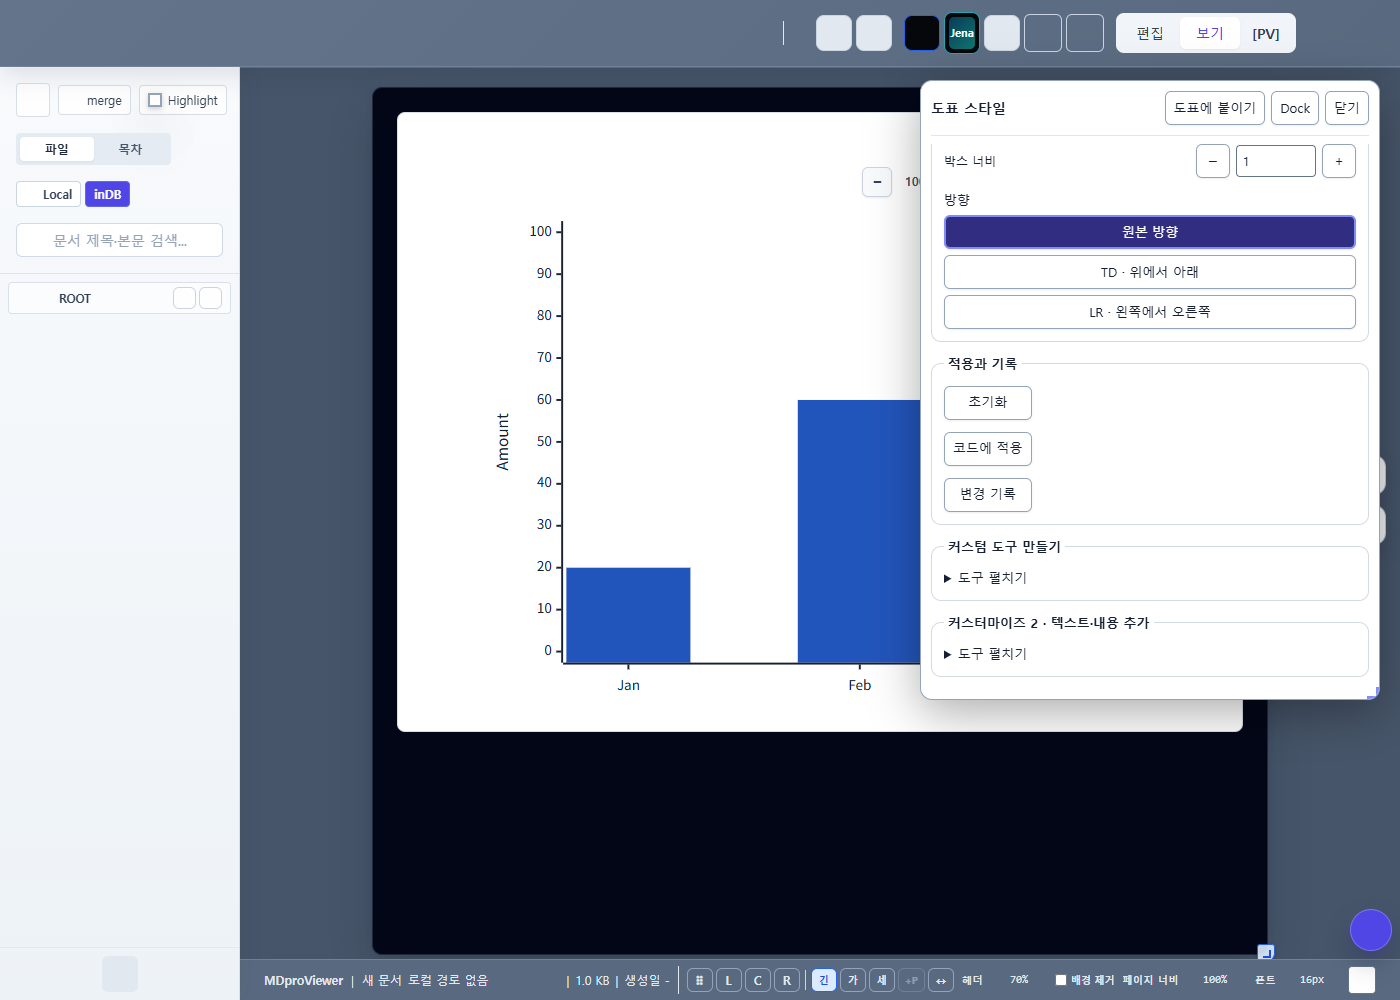 Jena
편집 보기 [PV]
merge Highlight
파일 목차
Local inDB
문서 제목·본문 검색...
ROOT
− 10
100
90
80
70
60
50
40
30
20
10
0
Amount
Jan Feb
도표 스타일 도표에 붙이기 Dock 닫기
박스 너비 − 1 +
방향
원본 방향
TD · 위에서 아래
LR · 왼쪽에서 오른쪽
적용과 기록
초기화
코드에 적용
변경 기록
커스텀 도구 만들기
▶ 도구 펼치기
커스터마이즈 2 · 텍스트·내용 추가
▶ 도구 펼치기
MDproViewer | 새 문서 로컬 경로 없음 | 1.0 KB | 생성일 - L C R 긴 가 세 +P ↔ 헤더 70% 배경 제거 페이지 너비 100% 폰트 16px